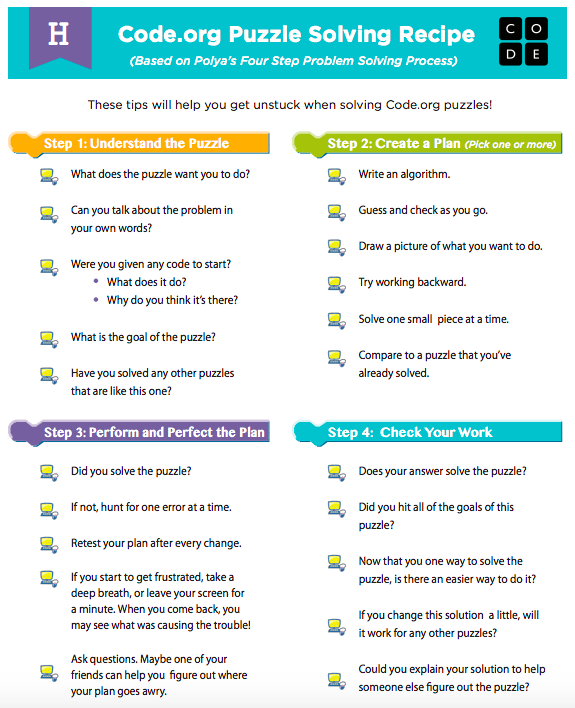 H
Code.org Puzzle Solving Recipe
(Based on Polya's Four Step Problem Solving Process)
C O
D E
These tips will help you get unstuck when solving Code.org puzzles!
Step 1: Understand the Puzzle
What does the puzzle want you to do?
Can you talk about the problem in
your own words?
Were you given any code to start?
• What does it do?
• Why do you think it's there?
What is the goal of the puzzle?
Have you solved any other puzzles
that are like this one?
Step 2: Create a Plan (Pick one or more)
Write an algorithm.
Guess and check as you go.
Draw a picture of what you want to do.
Try working backward.
Solve one small piece at a time.
Compare to a puzzle that you've
already solved.
Step 3: Perform and Perfect the Plan
Did you solve the puzzle?
If not, hunt for one error at a time.
Retest your plan after every change.
If you start to get frustrated, take a
deep breath, or leave your screen for
a minute. When you come back, you
may see what was causing the trouble!
Ask questions. Maybe one of your
friends can help you figure out where
your plan goes awry.
Step 4: Check Your Work
Does your answer solve the puzzle?
Did you hit all of the goals of this
puzzle?
Now that you one way to solve the
puzzle, is there an easier way to do it?
If you change this solution a little, will
it work for any other puzzles?
Could you explain your solution to help
someone else figure out the puzzle?